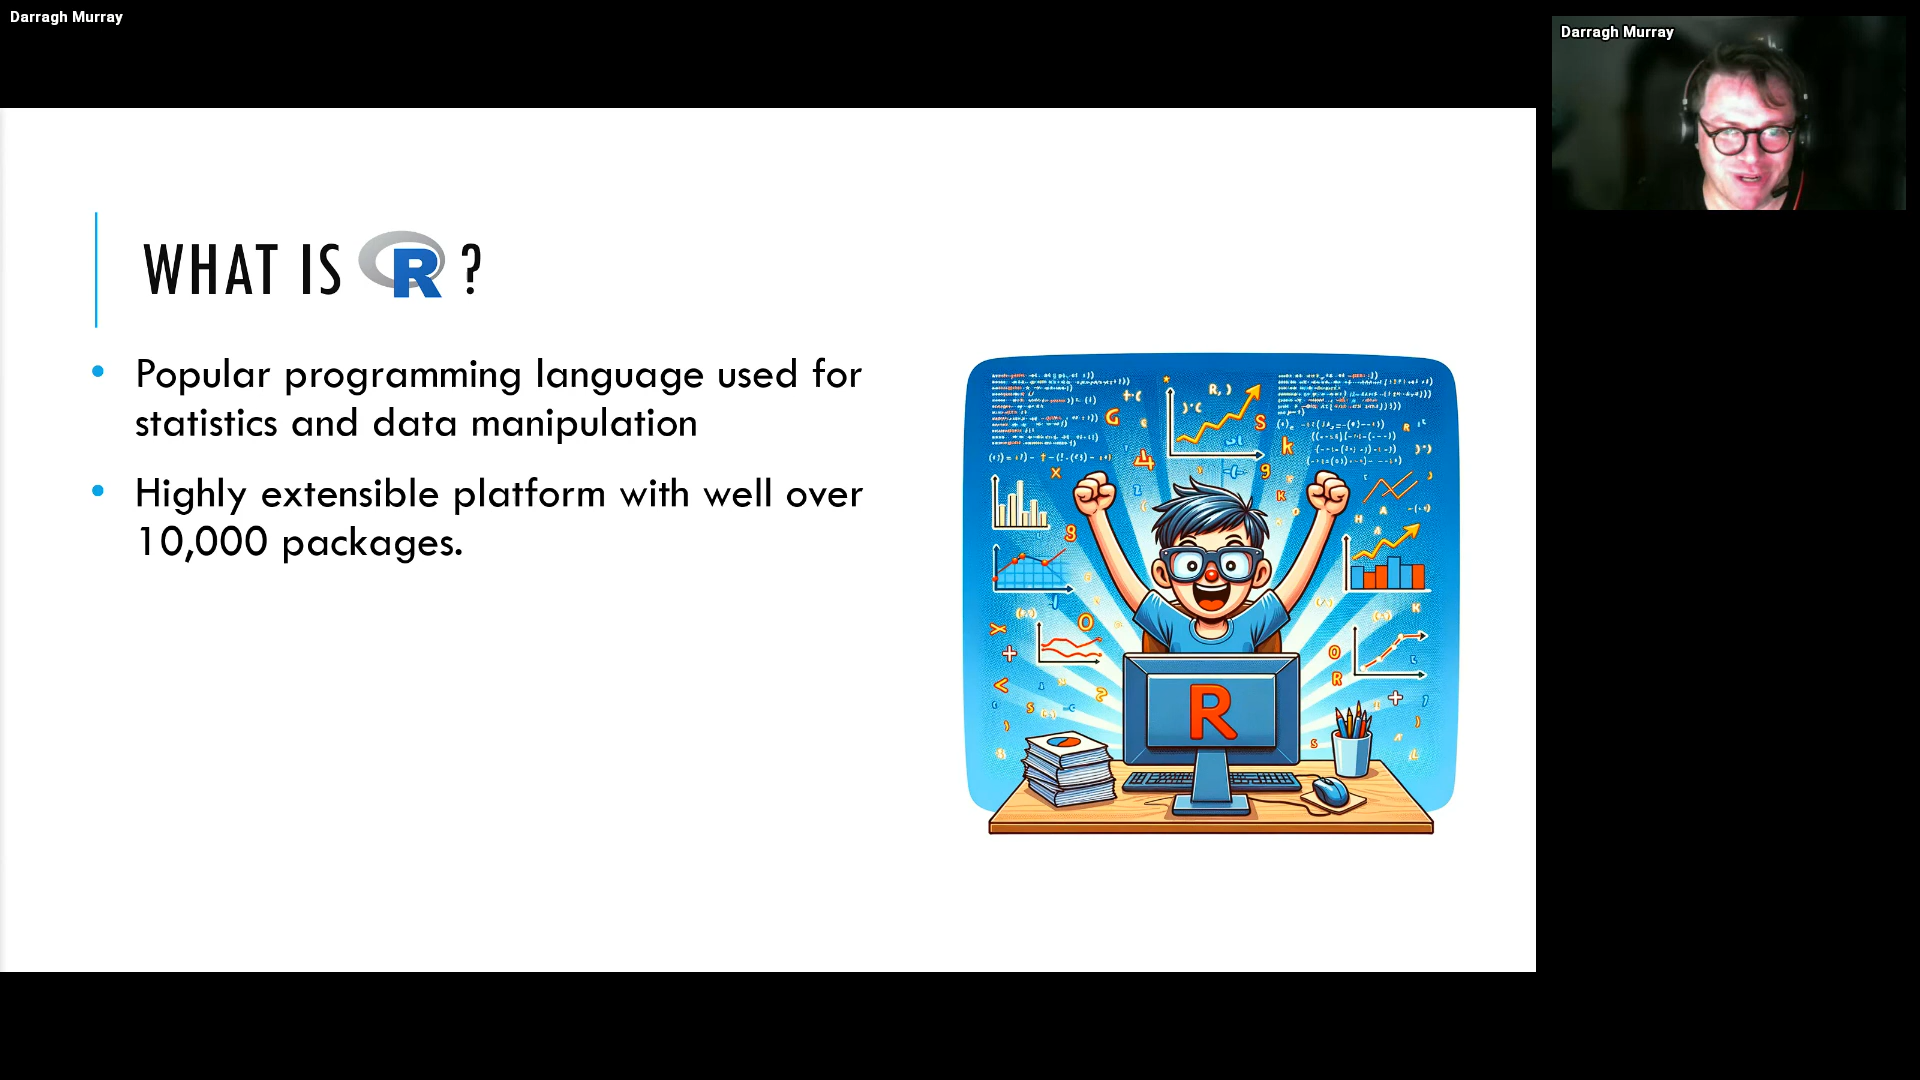 Darragh Murray
Darragh Murray
WHAT IS R ?
• Popular programming language used for
statistics and data manipulation
• Highly extensible platform with well over
10,000 packages.
R